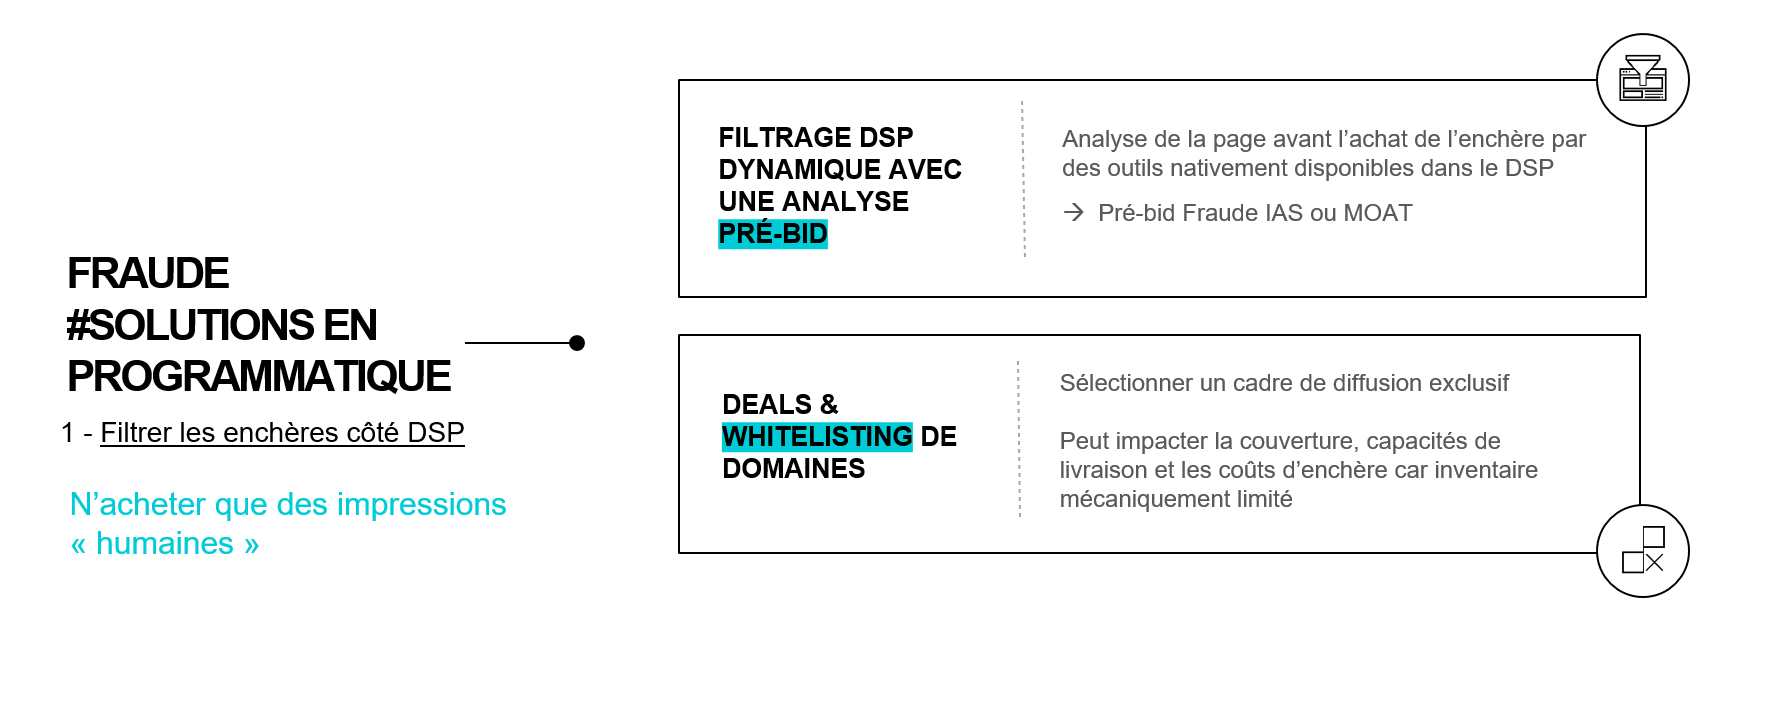 FRAUDE
#SOLUTIONS EN
PROGRAMMATIQUE
1 - Filtrer les enchères côté DSP
N’acheter que des impressions
« humaines »
FILTRAGE DSP
DYNAMIQUE AVEC
UNE ANALYSE
PRÉ-BID
Analyse de la page avant l’achat de l’enchère par
des outils nativement disponibles dans le DSP
→ Pré-bid Fraude IAS ou MOAT
DEALS &
WHITELISTING DE
DOMAINES
Sélectionner un cadre de diffusion exclusif
Peut impacter la couverture, capacités de
livraison et les coûts d’enchère car inventaire
mécaniquement limité